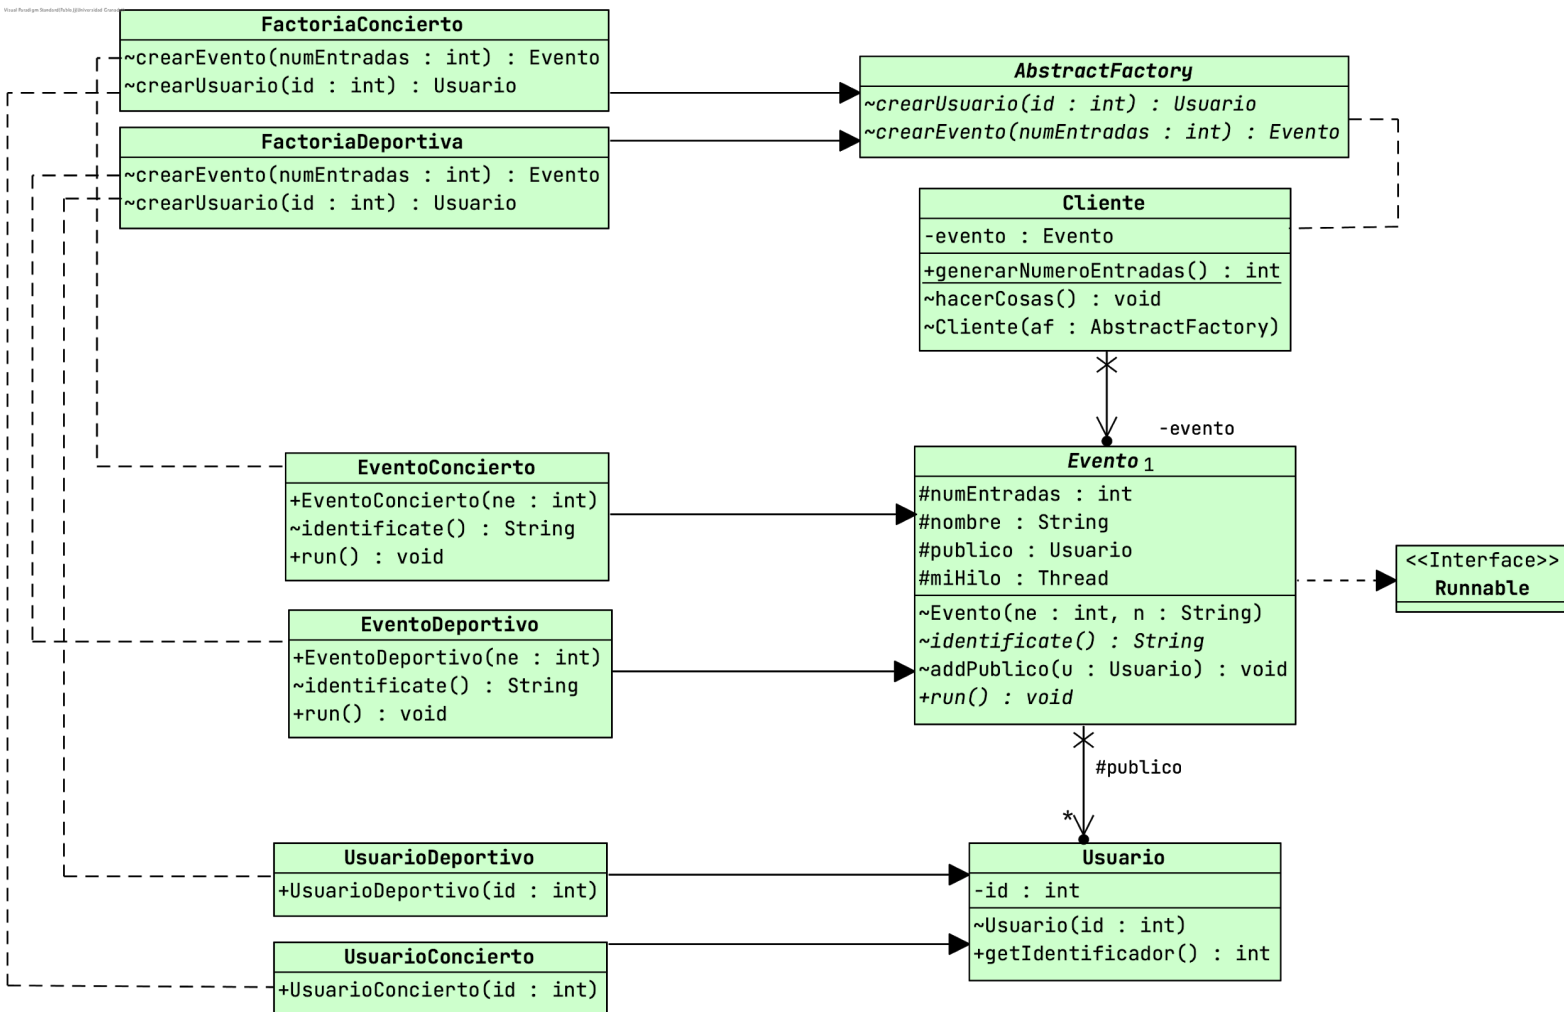 Visual Paradigm Standard(Pablo
FactoriaConcierto
~crearEvento(numEntradas : int) : Evento
~crearUsuario(id : int) : Usuario
FactoriaDeportiva
~crearEvento(numEntradas : int) : Evento
~crearUsuario(id : int) : Usuario
AbstractFactory
~crearUsuario(id : int) : Usuario
~crearEvento(numEntradas : int) : Evento
Cliente
-evento : Evento
+generarNumeroEntradas() : int
~hacerCosas() : void
~Cliente(af : AbstractFactory)
-evento
EventoConcierto
+EventoConcierto(ne : int)
~identificate() : String
+run() : void
Evento
1
#numEntradas : int
#nombre : String
#publico : Usuario
#miHilo : Thread
~Evento(ne : int, n : String)
~identificate() : String
~addPublico(u : Usuario) : void
+run() : void
<<Interface>>
Runnable
EventoDeportivo
+EventoDeportivo(ne : int)
~identificate() : String
+run() : void
#publico
*
UsuarioDeportivo
+UsuarioDeportivo(id : int)
Usuario
-id : int
~Usuario(id : int)
+getIdentificador() : int
UsuarioConcierto
+UsuarioConcierto(id : int)